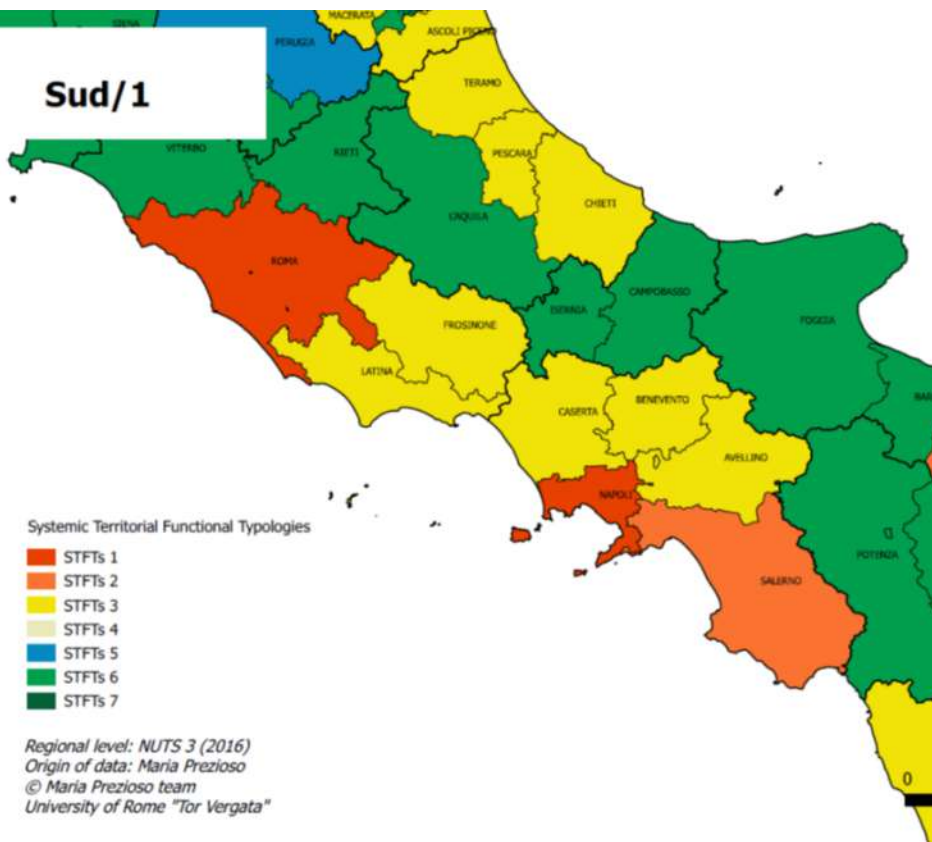 SIENA
MACERATA
PERUGIA
ASCOLI PICENO
Sud/1
TERAMO
VITERBO
RIETI
PESCARA
CHIETI
L'AQUILA
ROMA
CAMPOBASSO
ISERNIA
FOGGIA
FROSINONE
LATINA
BENEVENTO
BAR
CASERTA
AVELLINO
NAPOLI
POTENZA
SALERNO
Systemic Territorial Functional Typologies
STFTs 1
STFTs 2
STFTs 3
STFTs 4
STFTs 5
STFTs 6
STFTs 7
Regional level: NUTS 3 (2016)
Origin of data: Maria Prezioso
© Maria Prezioso team
University of Rome "Tor Vergata"
0